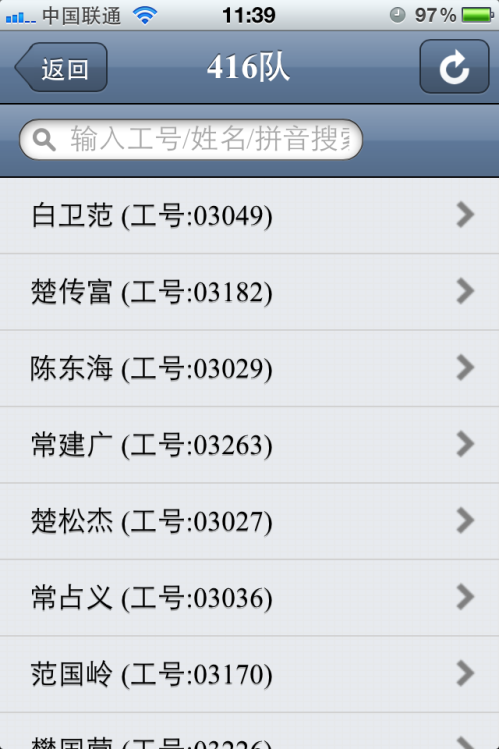 中国联通 11:39 97%
返回 416队
输入工号/姓名/拼音搜索
白卫范 (工号:03049)
楚传富 (工号:03182)
陈东海 (工号:03029)
常建广 (工号:03263)
楚松杰 (工号:03027)
常占义 (工号:03036)
范国岭 (工号:03170)